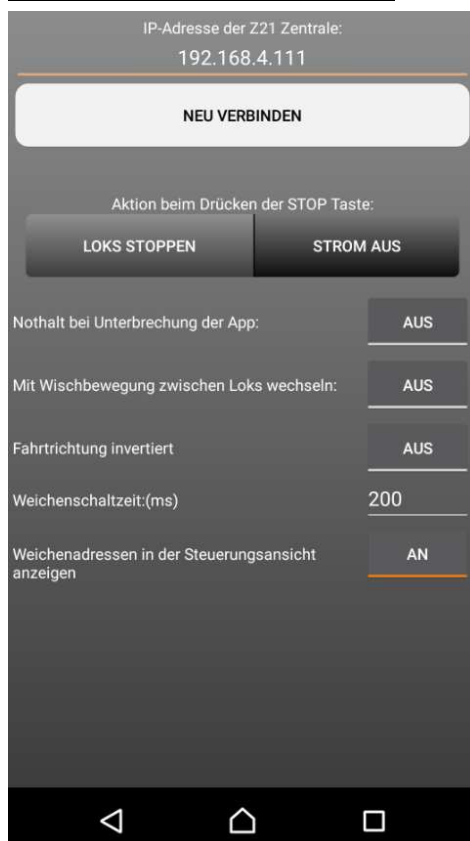 IP-Adresse der Z21 Zentrale:
192.168.4.111
NEU VERBINDEN
Aktion beim Drücken der STOP Taste:
LOKS STOPPEN STROM AUS
Nothalt bei Unterbrechung der App: AUS
Mit Wischbewegung zwischen Loks wechseln: AUS
Fahrtrichtung invertiert AUS
Weichenschaltzeit:(ms) 200
Weichenadressen in der Steuerungsansicht AN
anzeigen